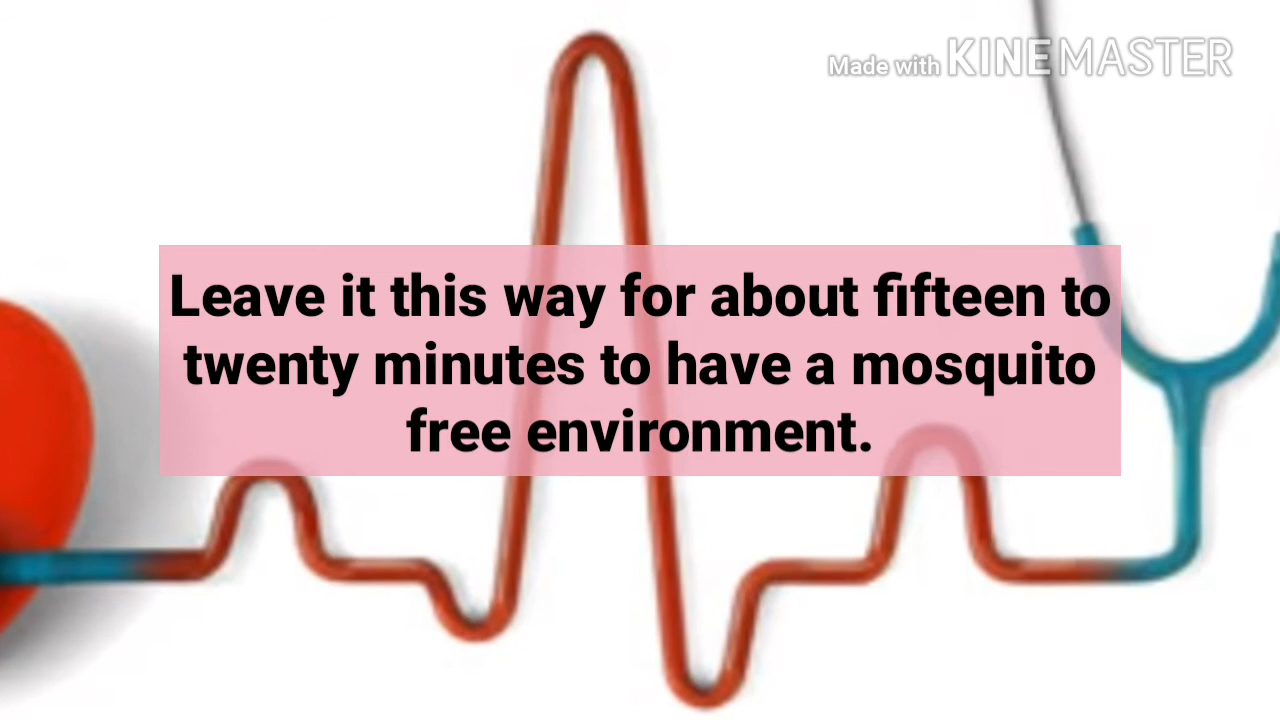 Made with KINEMASTER
Leave it this way for about fifteen to
twenty minutes to have a mosquito
free environment.